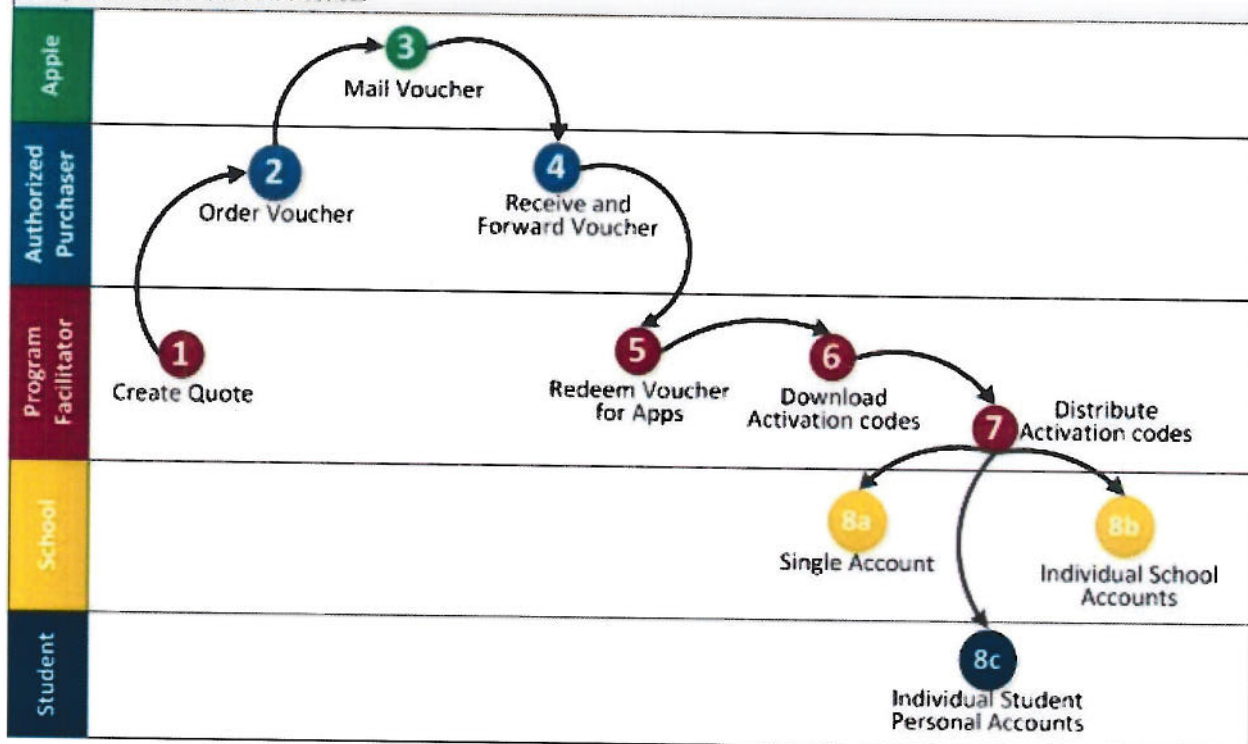 Apple
3
Mail Voucher
Authorized
Purchaser
2
Order Voucher
4
Receive and
Forward Voucher
Program
Facilitator
1
Create Quote
5
Redeem Voucher
for Apps
6
Download
Activation codes
7
Distribute
Activation codes
School
8a
Single Account
8b
Individual School
Accounts
Student
8c
Individual Student
Personal Accounts